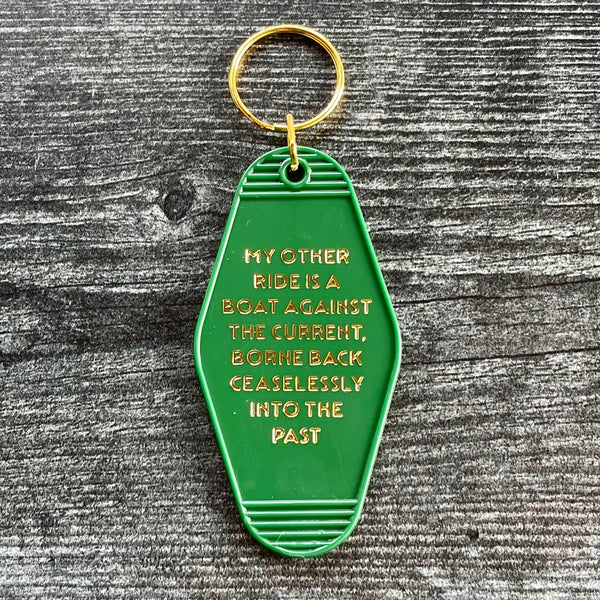 MY OTHER
RIDE IS A
BOAT AGAINST
THE CURRENT,
BORNE BACK
CEASELESSLY
INTO THE
PAST